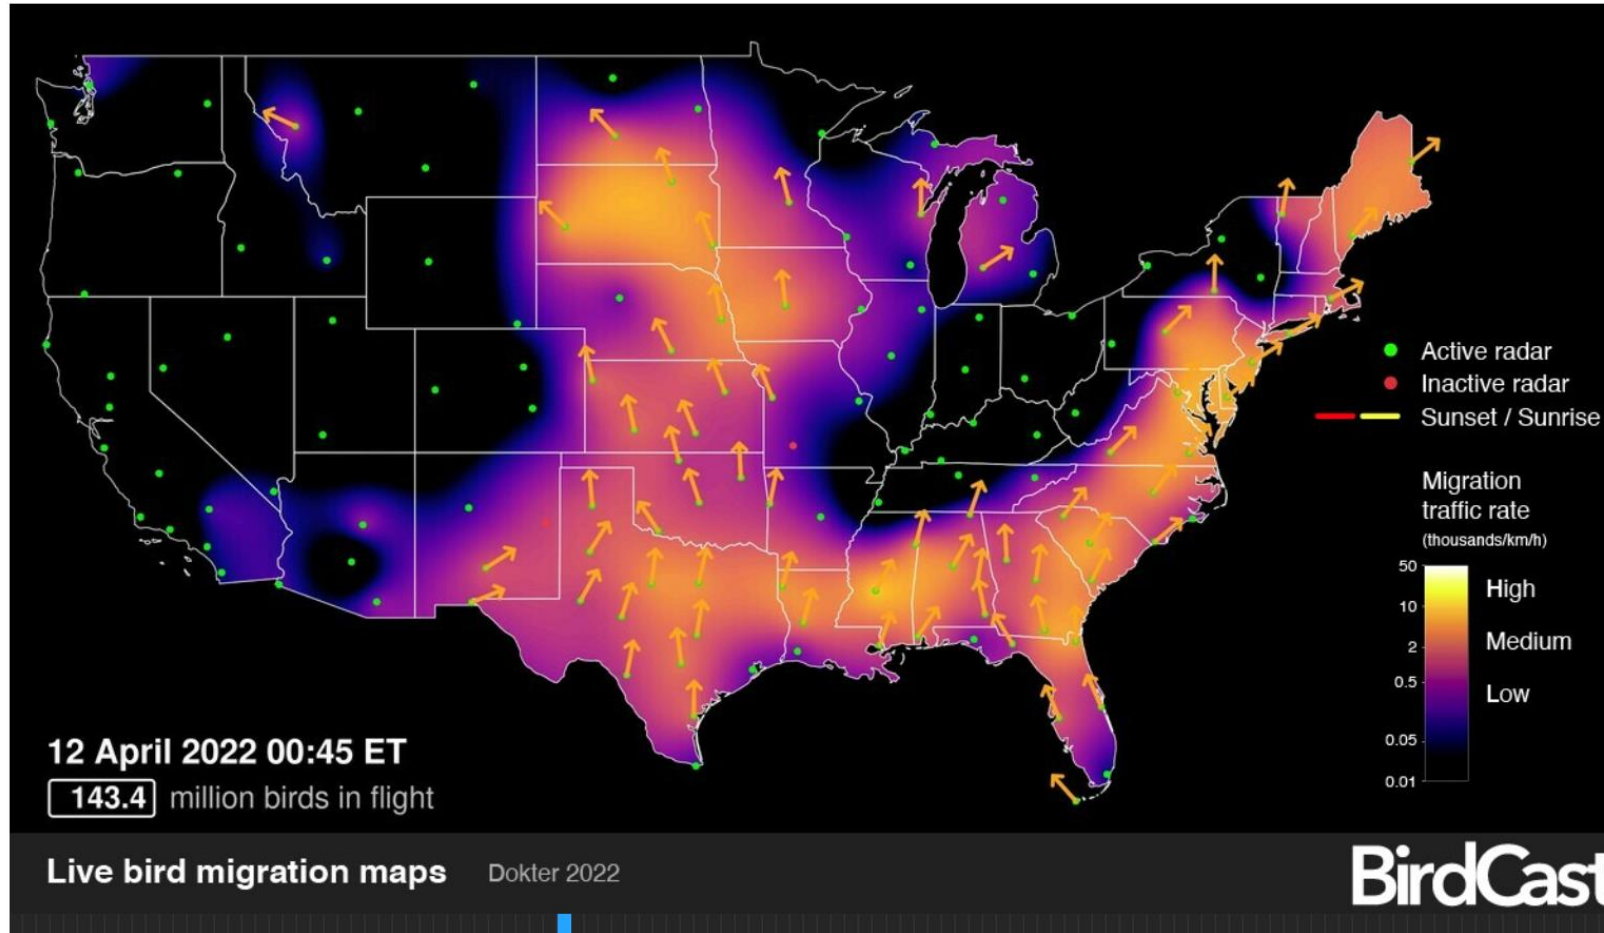 Active radar
Inactive radar
Sunset / Sunrise
Migration
traffic rate
(thousands/km/h)
50
High
10
Medium
2
0.5
Low
0.05
0.01
12 April 2022 00:45 ET
143.4 million birds in flight
Live bird migration maps Dokter 2022
BirdCast